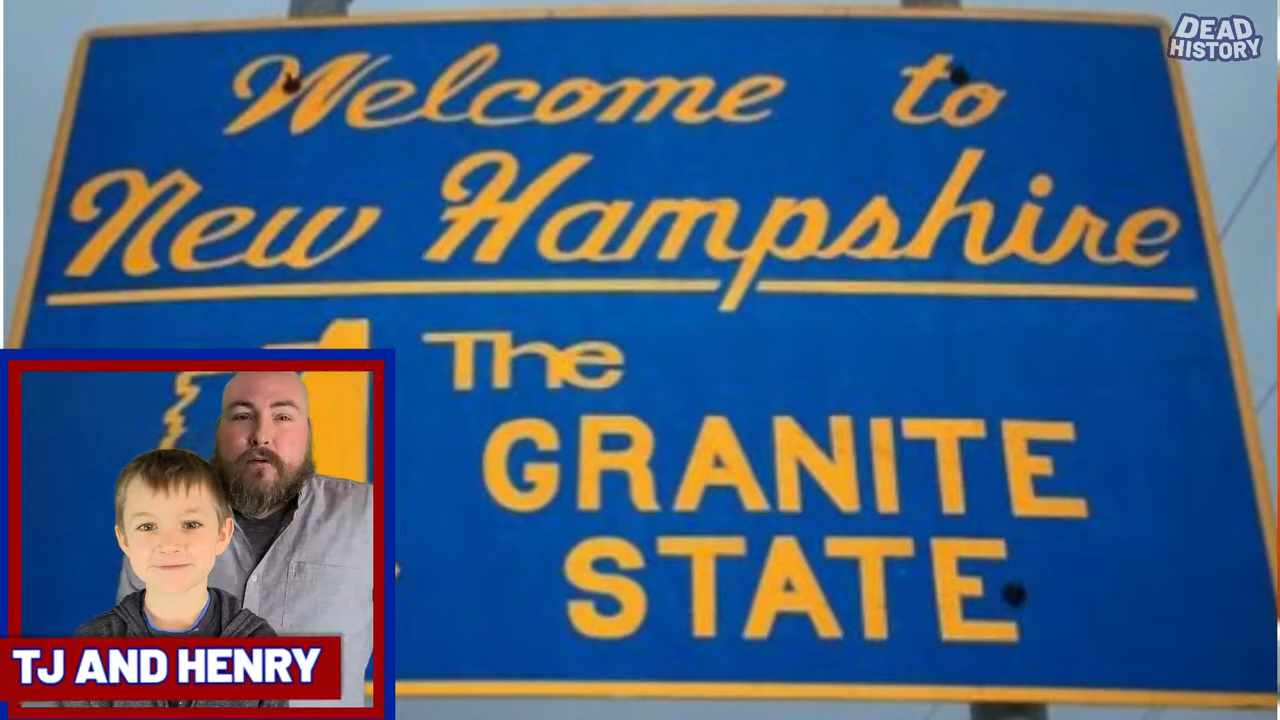 DEAD
HISTORY
Welcome to
New Hampshire
The
GRANITE
STATE
TJ AND HENRY